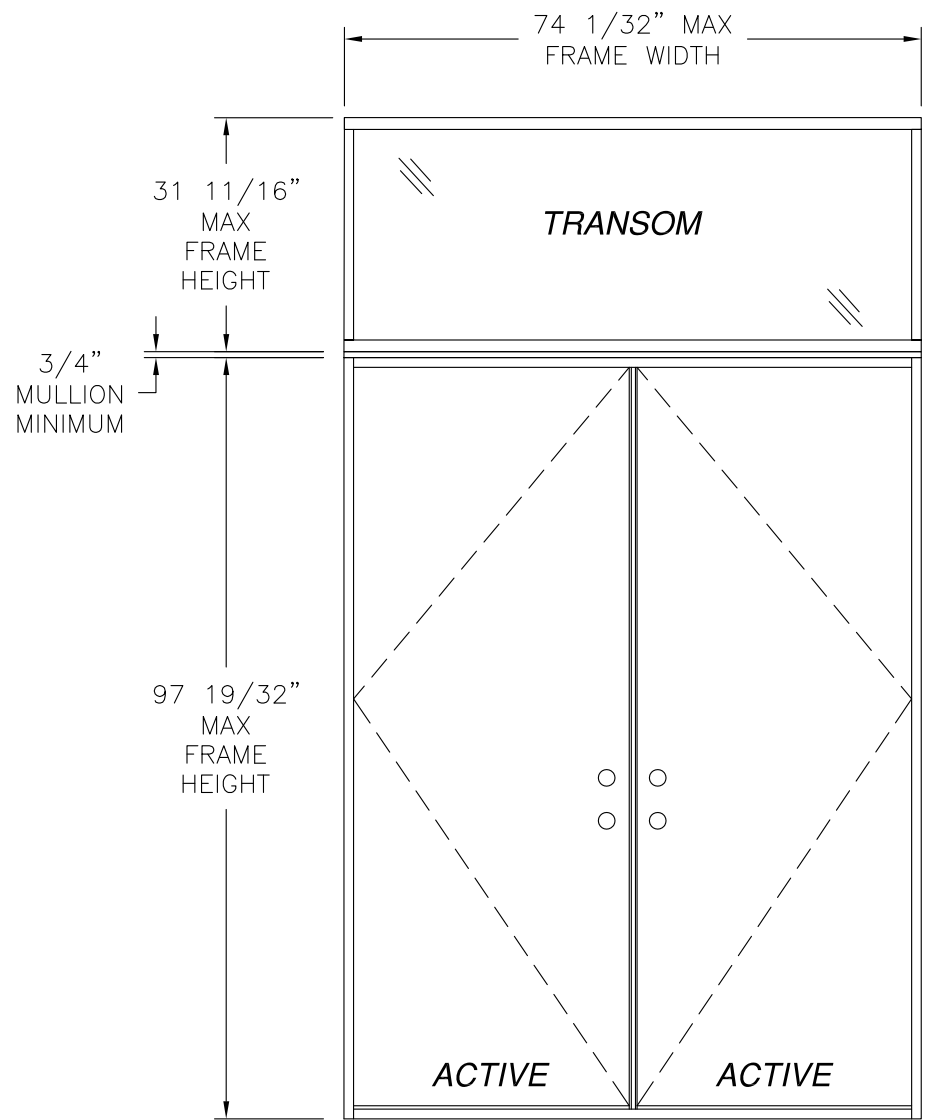 74 1/32” MAX
FRAME WIDTH
31 11/16”
MAX
FRAME
HEIGHT
TRANSOM
3/4”
MULLION
MINIMUM
97 19/32”
MAX
FRAME
HEIGHT
ACTIVE
ACTIVE